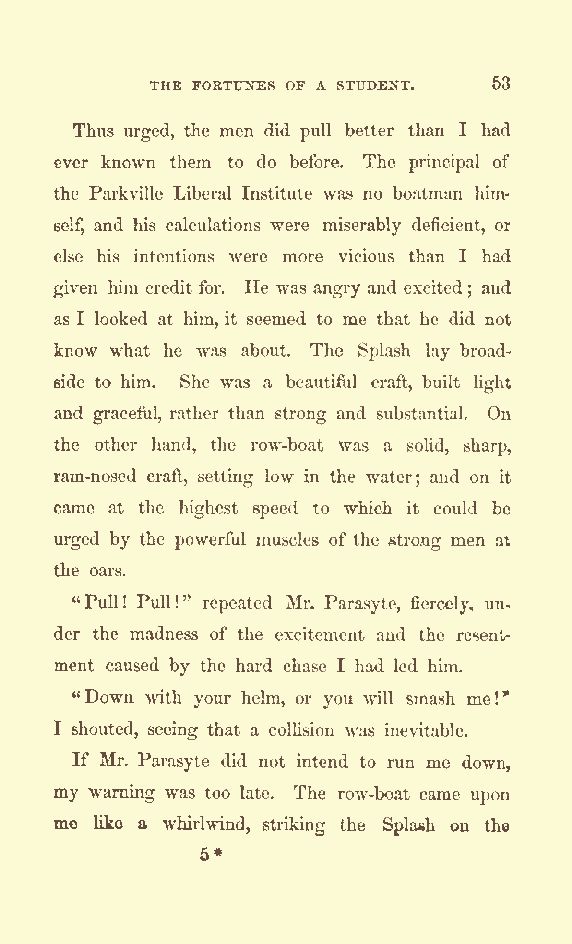 THE FORTUNES OF A STUDENT. 53
Thus urged, the men did pull better than I had
ever known them to do before. The principal of
the Parkville Liberal Institute was no boatman him-
self, and his calculations were miserably deficient, or
else his intentions were more vicious than I had
given him credit for. He was angry and excited; and
as I looked at him, it seemed to me that he did not
know what he was about. The Splash lay broad-
side to him. She was a beautiful craft, built light
and graceful, rather than strong and substantial. On
the other hand, the row-boat was a solid, sharp,
ram-nosed craft, setting low in the water; and on it
came at the highest speed to which it could be
urged by the powerful muscles of the strong men at
the oars.
"Pull! Pull!" repeated Mr. Parasyte, fiercely, un-
der the madness of the excitement and the resent-
ment caused by the hard chase I had led him.
"Down with your helm, or you will smash me!"
I shouted, seeing that a collision was inevitable.
If Mr. Parasyte did not intend to run me down,
my warning was too late. The row-boat came upon
me like a whirlwind, striking the Splash on the
5*